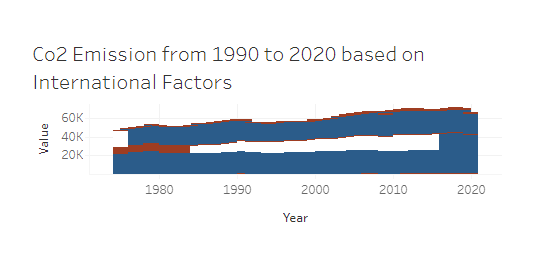 Co2 Emission from 1990 to 2020 based on
International Factors
60K
40K
20K
Value
1980
1990
2000
2010
2020
Year